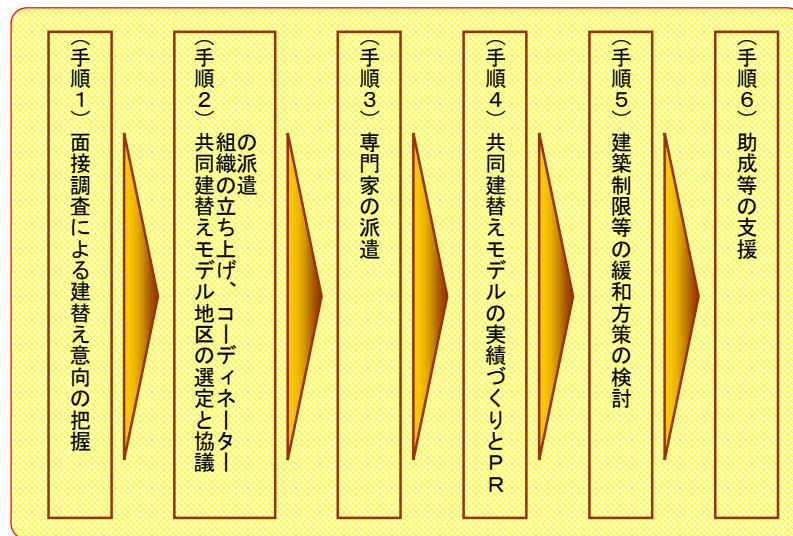 （手順１）面接調査による建替え意向の把握
（手順２）共同建替えモデル地区の選定と協議
組織の立ち上げ、コーディネーター
の派遣
（手順３）専門家の派遣
（手順４）共同建替えモデルの実績づくりとＰＲ
（手順５）建築制限等の緩和方策の検討
（手順６）助成等の支援